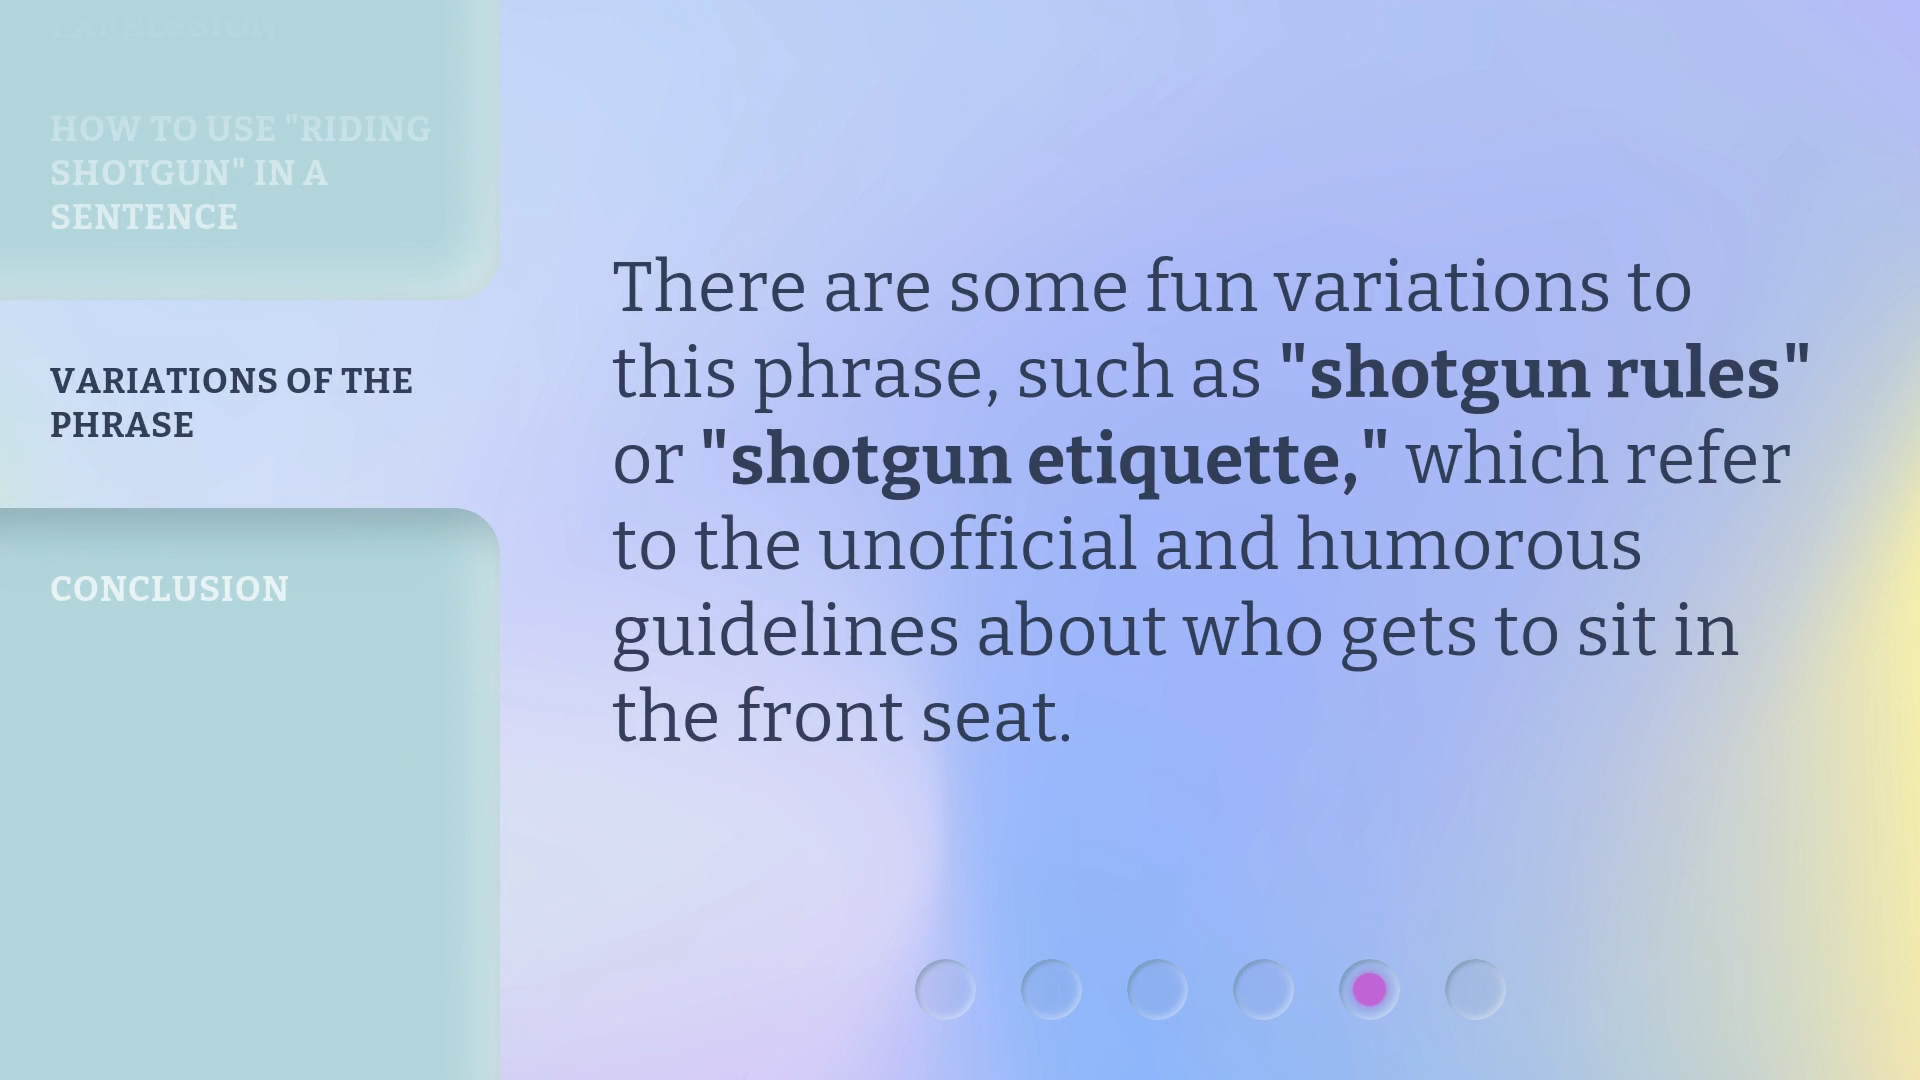 HOW TO USE "RIDING
SHOTGUN" IN A
SENTENCE
VARIATIONS OF THE
PHRASE
CONCLUSION
There are some fun variations to
this phrase, such as "shotgun rules"
or "shotgun etiquette," which refer
to the unofficial and humorous
guidelines about who gets to sit in
the front seat.